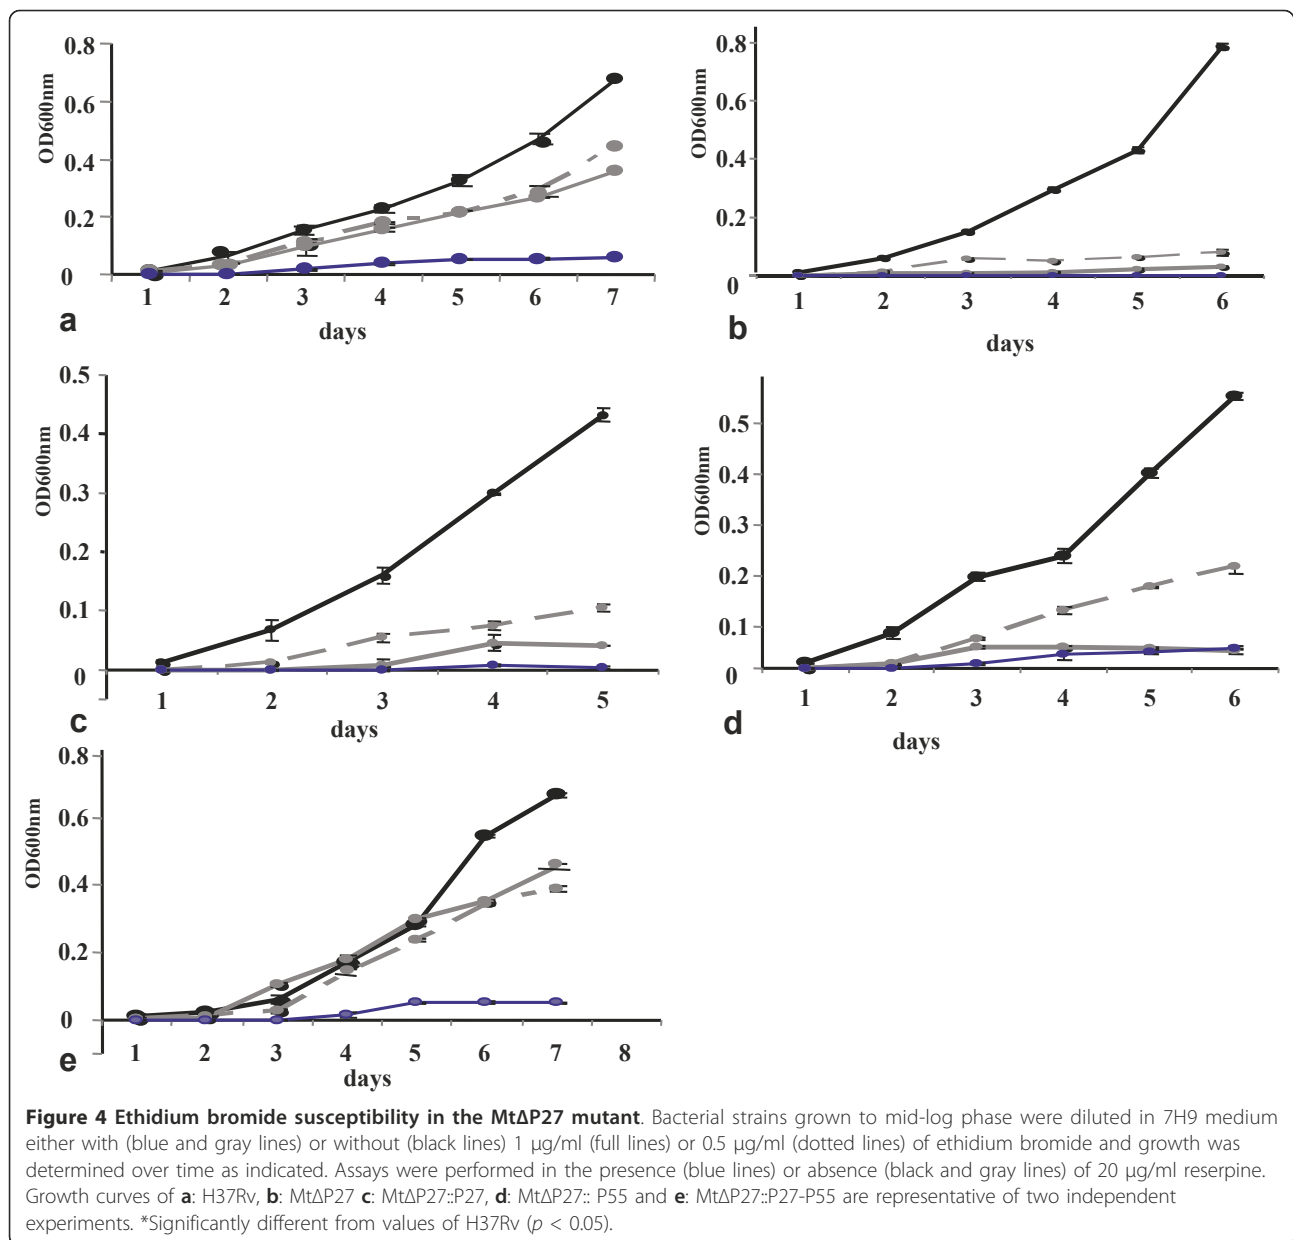 0.8
0.6
0.4
0.2
0
OD600nm
1 2 3 4 5 6 7
days
a
0.8
0.6
0.4
0.2
0
OD600nm
1 2 3 4 5 6
days
b
0.5
0.4
0.3
0.2
0.1
0
OD600nm
1 2 3 4 5
days
c
0.5
0.4
0.3
0.2
0.1
0
OD600nm
1 2 3 4 5 6
days
d
0.8
0.6
0.4
0.2
0
OD600nm
1 2 3 4 5 6 7 8
days
e
Figure 4 Ethidium bromide susceptibility in the MtΔP27 mutant. Bacterial strains grown to mid-log phase were diluted in 7H9 medium
either with (blue and gray lines) or without (black lines) 1 μg/ml (full lines) or 0.5 μg/ml (dotted lines) of ethidium bromide and growth was
determined over time as indicated. Assays were performed in the presence (blue lines) or absence (black and gray lines) of 20 μg/ml reserpine.
Growth curves of a: H37Rv, b: MtΔP27 c: MtΔP27::P27, d: MtΔP27:: P55 and e: MtΔP27::P27-P55 are representative of two independent
experiments. *Significantly different from values of H37Rv (p < 0.05).